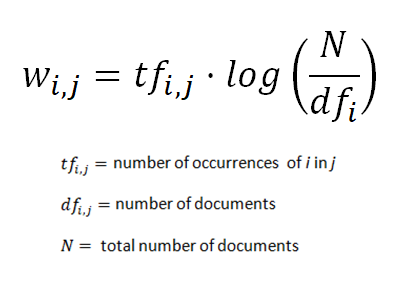 w_{i,j} = tf_{i,j} · log (N / df_i)
tf_{i,j} = number of occurrences of i in j
df_{i,j} = number of documents
N = total number of documents